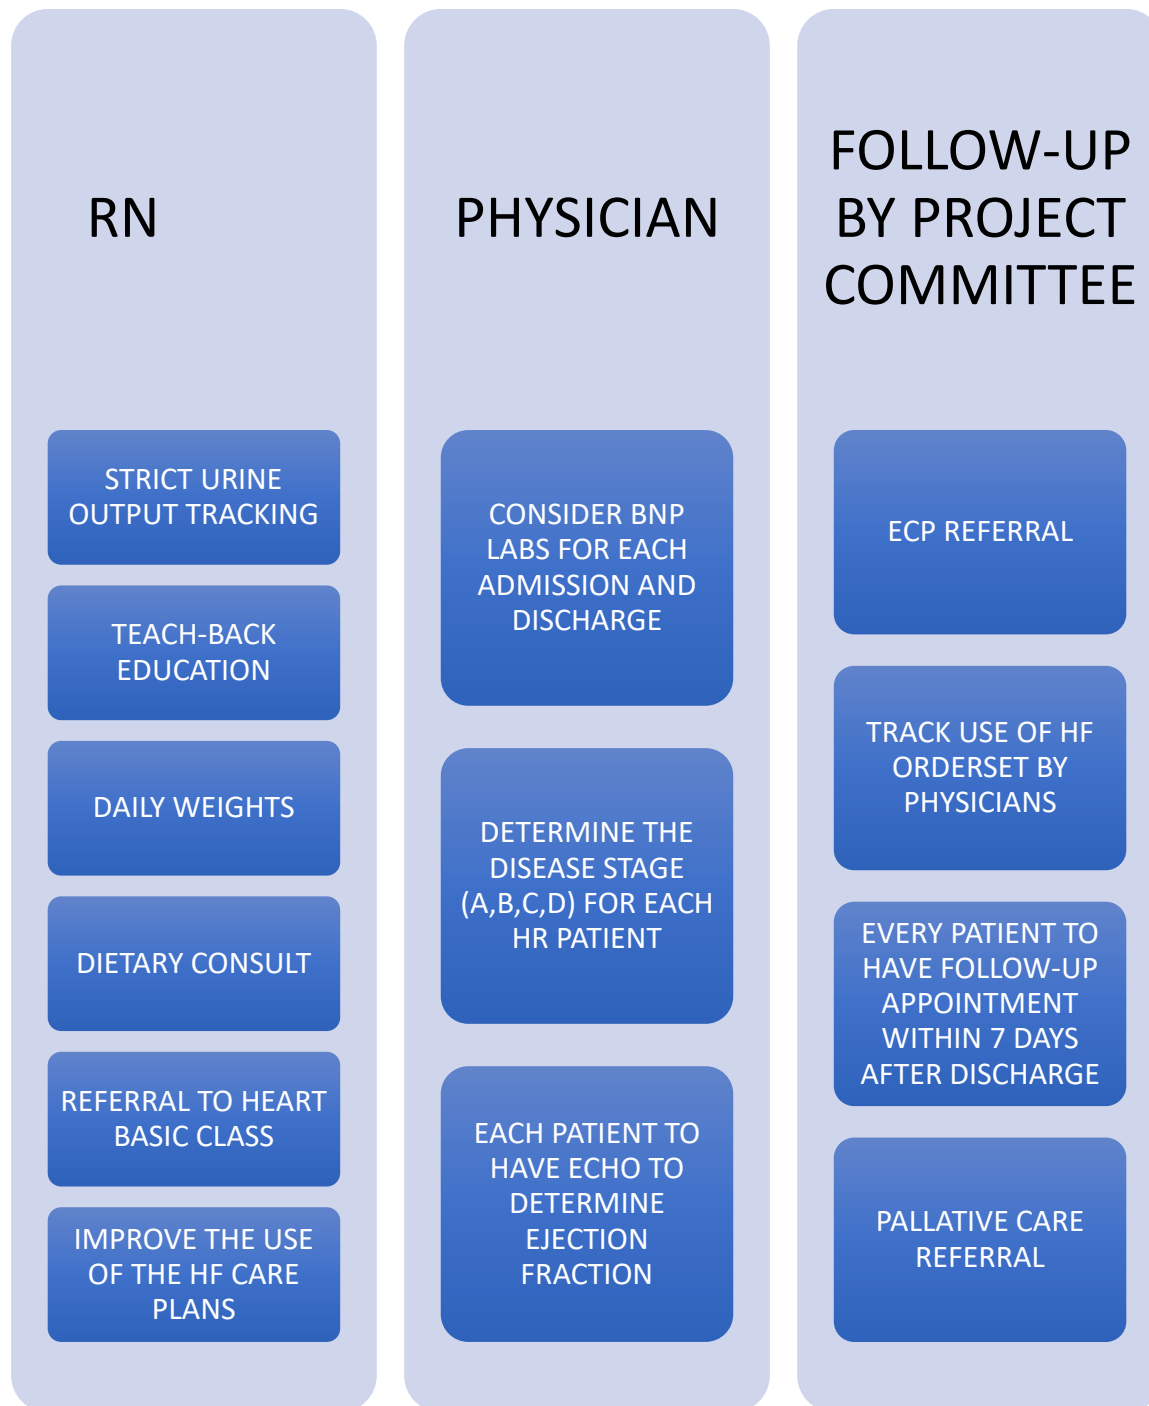 RN
STRICT URINE
OUTPUT TRACKING
TEACH-BACK
EDUCATION
DAILY WEIGHTS
DIETARY CONSULT
REFERRAL TO HEART
BASIC CLASS
IMPROVE THE USE
OF THE HF CARE
PLANS
PHYSICIAN
CONSIDER BNP
LABS FOR EACH
ADMISSION AND
DISCHARGE
DETERMINE THE
DISEASE STAGE
(A,B,C,D) FOR EACH
HR PATIENT
EACH PATIENT TO
HAVE ECHO TO
DETERMINE
EJECTION
FRACTION
FOLLOW-UP
BY PROJECT
COMMITTEE
ECP REFERRAL
TRACK USE OF HF
ORDERSET BY
PHYSICIANS
EVERY PATIENT TO
HAVE FOLLOW-UP
APPOINTMENT
WITHIN 7 DAYS
AFTER DISCHARGE
PALLATIVE CARE
REFERRAL